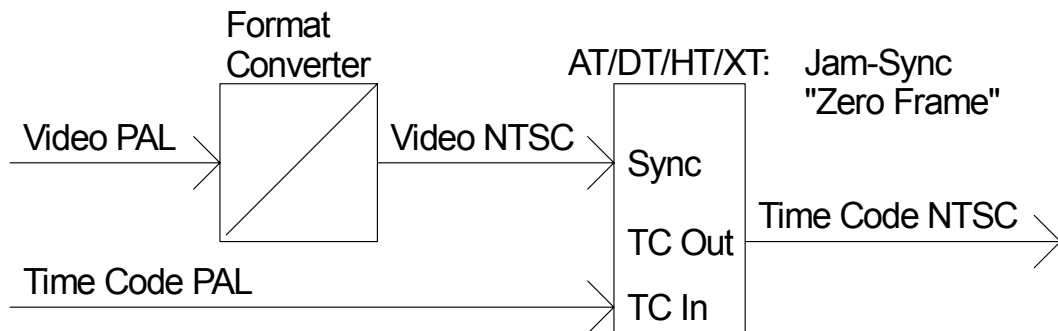 Format
Converter
AT/DT/HT/XT: Jam-Sync
"Zero Frame"
Video PAL
Video NTSC
Sync
Time Code NTSC
TC Out
Time Code PAL
TC In